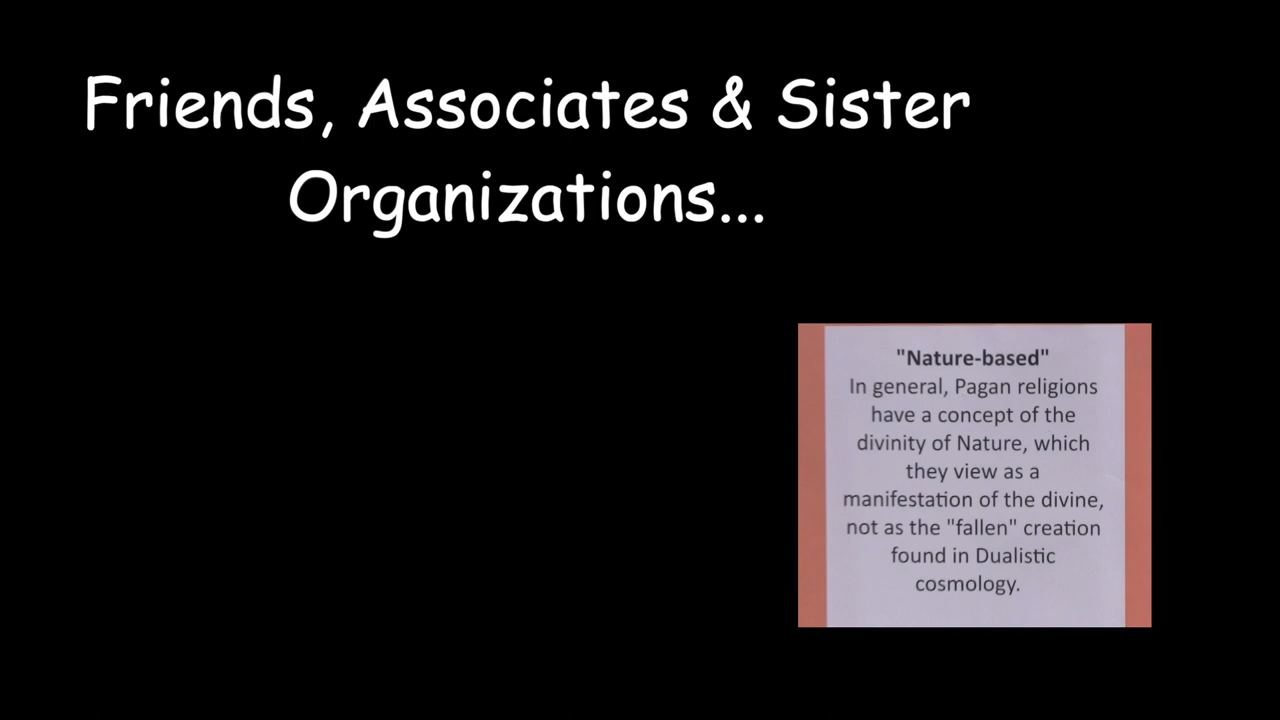 Friends, Associates & Sister
Organizations...
"Nature-based"
In general, Pagan religions
have a concept of the
divinity of Nature, which
they view as a
manifestation of the divine,
not as the "fallen" creation
found in Dualistic
cosmology.